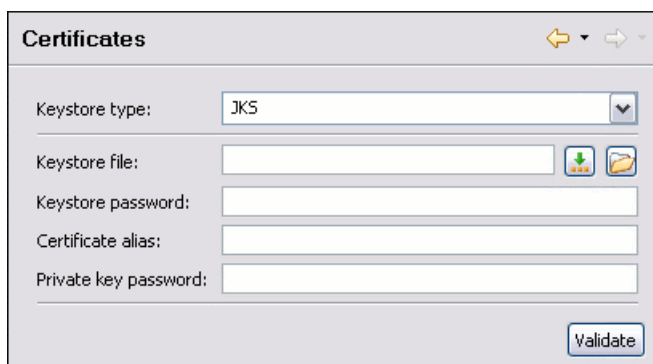 Certificates
Keystore type: JKS
Keystore file:
Keystore password:
Certificate alias:
Private key password:
Validate